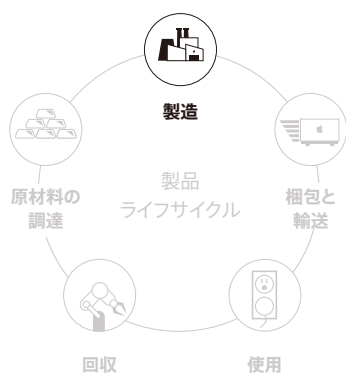 製造
原材料の
調達
製品
ライフサイクル
梱包と
輸送
回収
使用